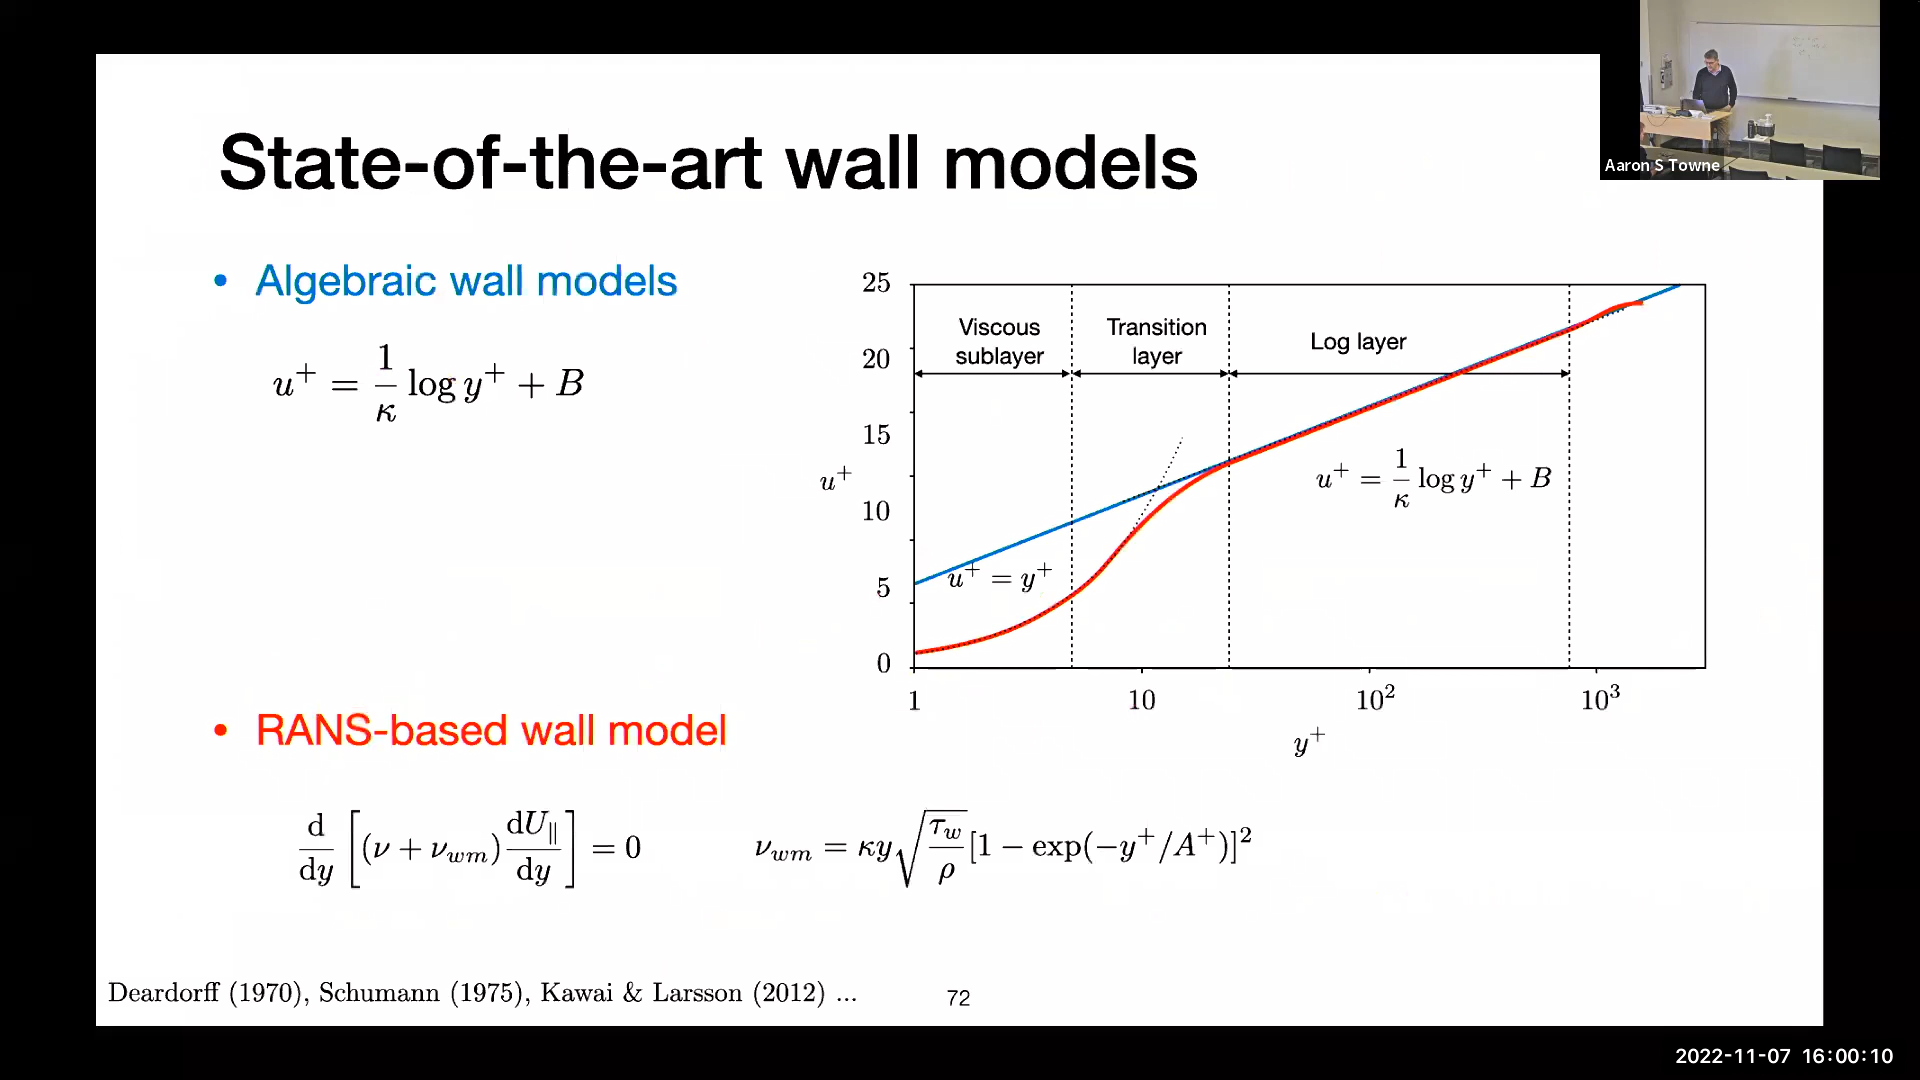 Aaron S Towne
State-of-the-art wall models
• Algebraic wall models
u⁺ = 1/κ log y⁺ + B
25
20
15
10
5
0
u⁺
Viscous
sublayer
Transition
layer
Log layer
u⁺ = 1/κ log y⁺ + B
u⁺ = y⁺
1
10
10²
10³
y⁺
• RANS-based wall model
d/dy [(ν + ν_wm) dU_∥/dy] = 0
ν_wm = κy√(τ_w/ρ) [1 − exp(−y⁺/A⁺)]²
Deardorff (1970), Schumann (1975), Kawai & Larsson (2012) ...
72
2022-11-07 16:00:10